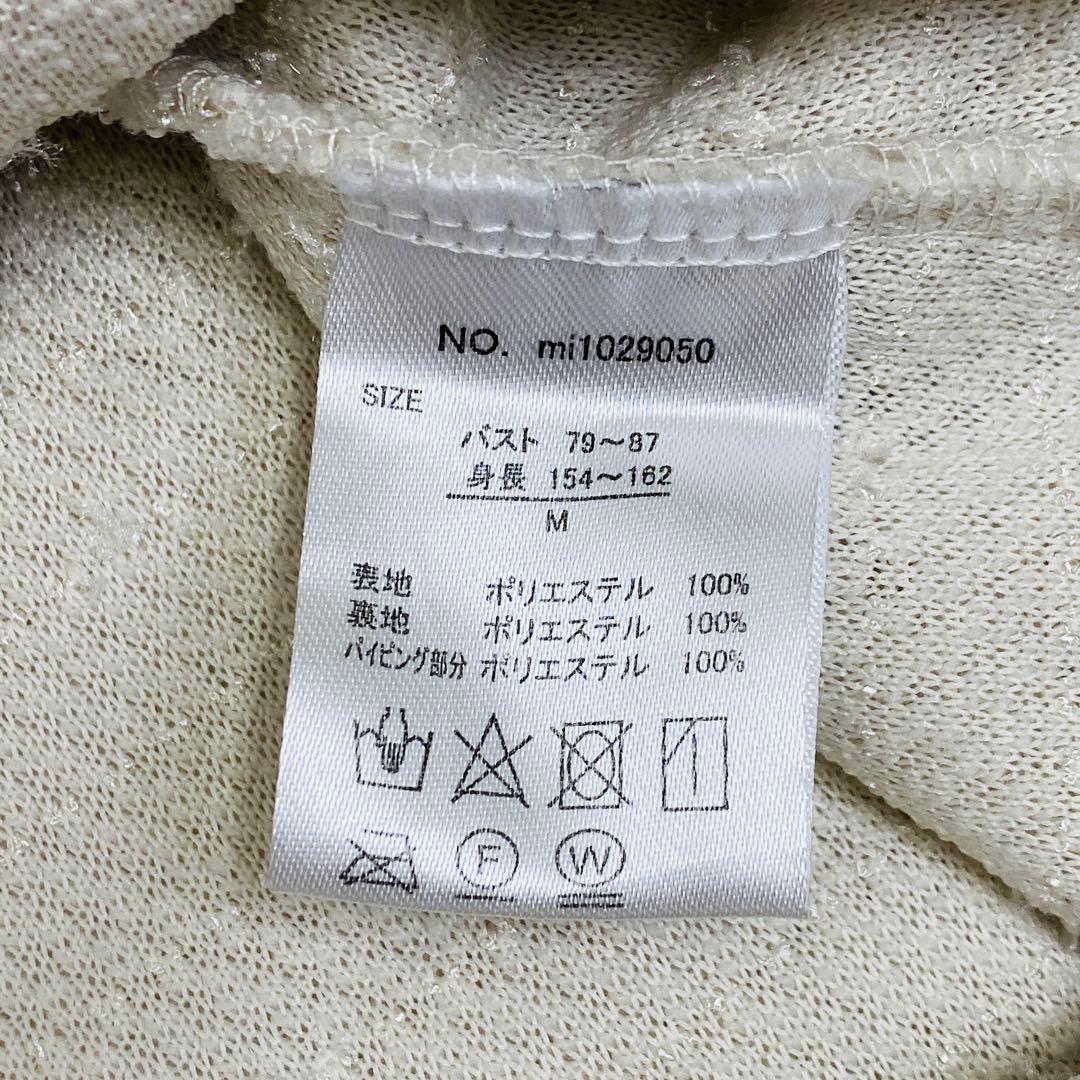 NO. mi1029050
SIZE
バスト 79～87
身長 154～162
M
表地 ポリエステル 100%
裏地 ポリエステル 100%
パイピング部分 ポリエステル 100%
F
W